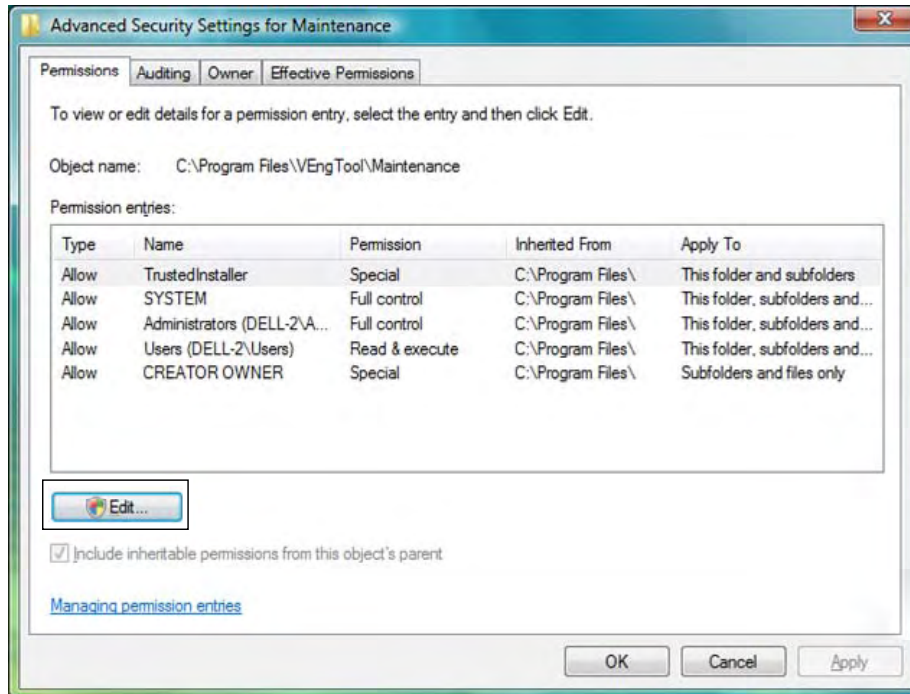 Advanced Security Settings for Maintenance
Permissions Auditing Owner Effective Permissions
To view or edit details for a permission entry, select the entry and then click Edit.
Object name: C:\Program Files\VEngTool\Maintenance
Permission entries:
Type Name Permission Inherited From Apply To
Allow TrustedInstaller Special C:\Program Files\ This folder and subfolders
Allow SYSTEM Full control C:\Program Files\ This folder, subfolders and...
Allow Administrators (DELL-2\A... Full control C:\Program Files\ This folder, subfolders and...
Allow Users (DELL-2\Users) Read & execute C:\Program Files\ This folder, subfolders and...
Allow CREATOR OWNER Special C:\Program Files\ Subfolders and files only
Edit...
Include inheritable permissions from this object's parent
Managing permission entries
OK Cancel Apply